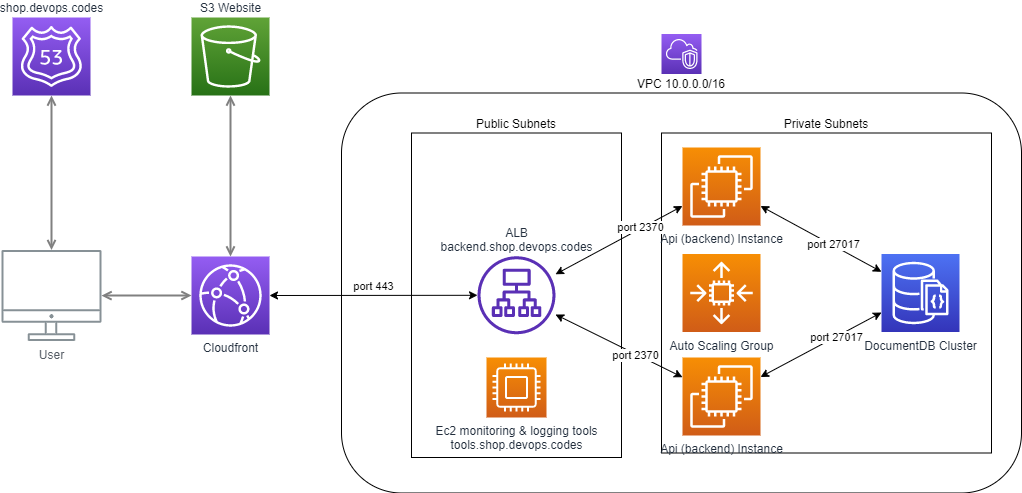 shop.devops.codes
S3 Website
53
VPC 10.0.0.0/16
Public Subnets
Private Subnets
ALB
backend.shop.devops.codes
port 2370
Api (backend) Instance
port 27017
port 443
User
Cloudfront
Auto Scaling Group
DocumentDB Cluster
port 2370
port 27017
Ec2 monitoring & logging tools
tools.shop.devops.codes
Api (backend) Instance